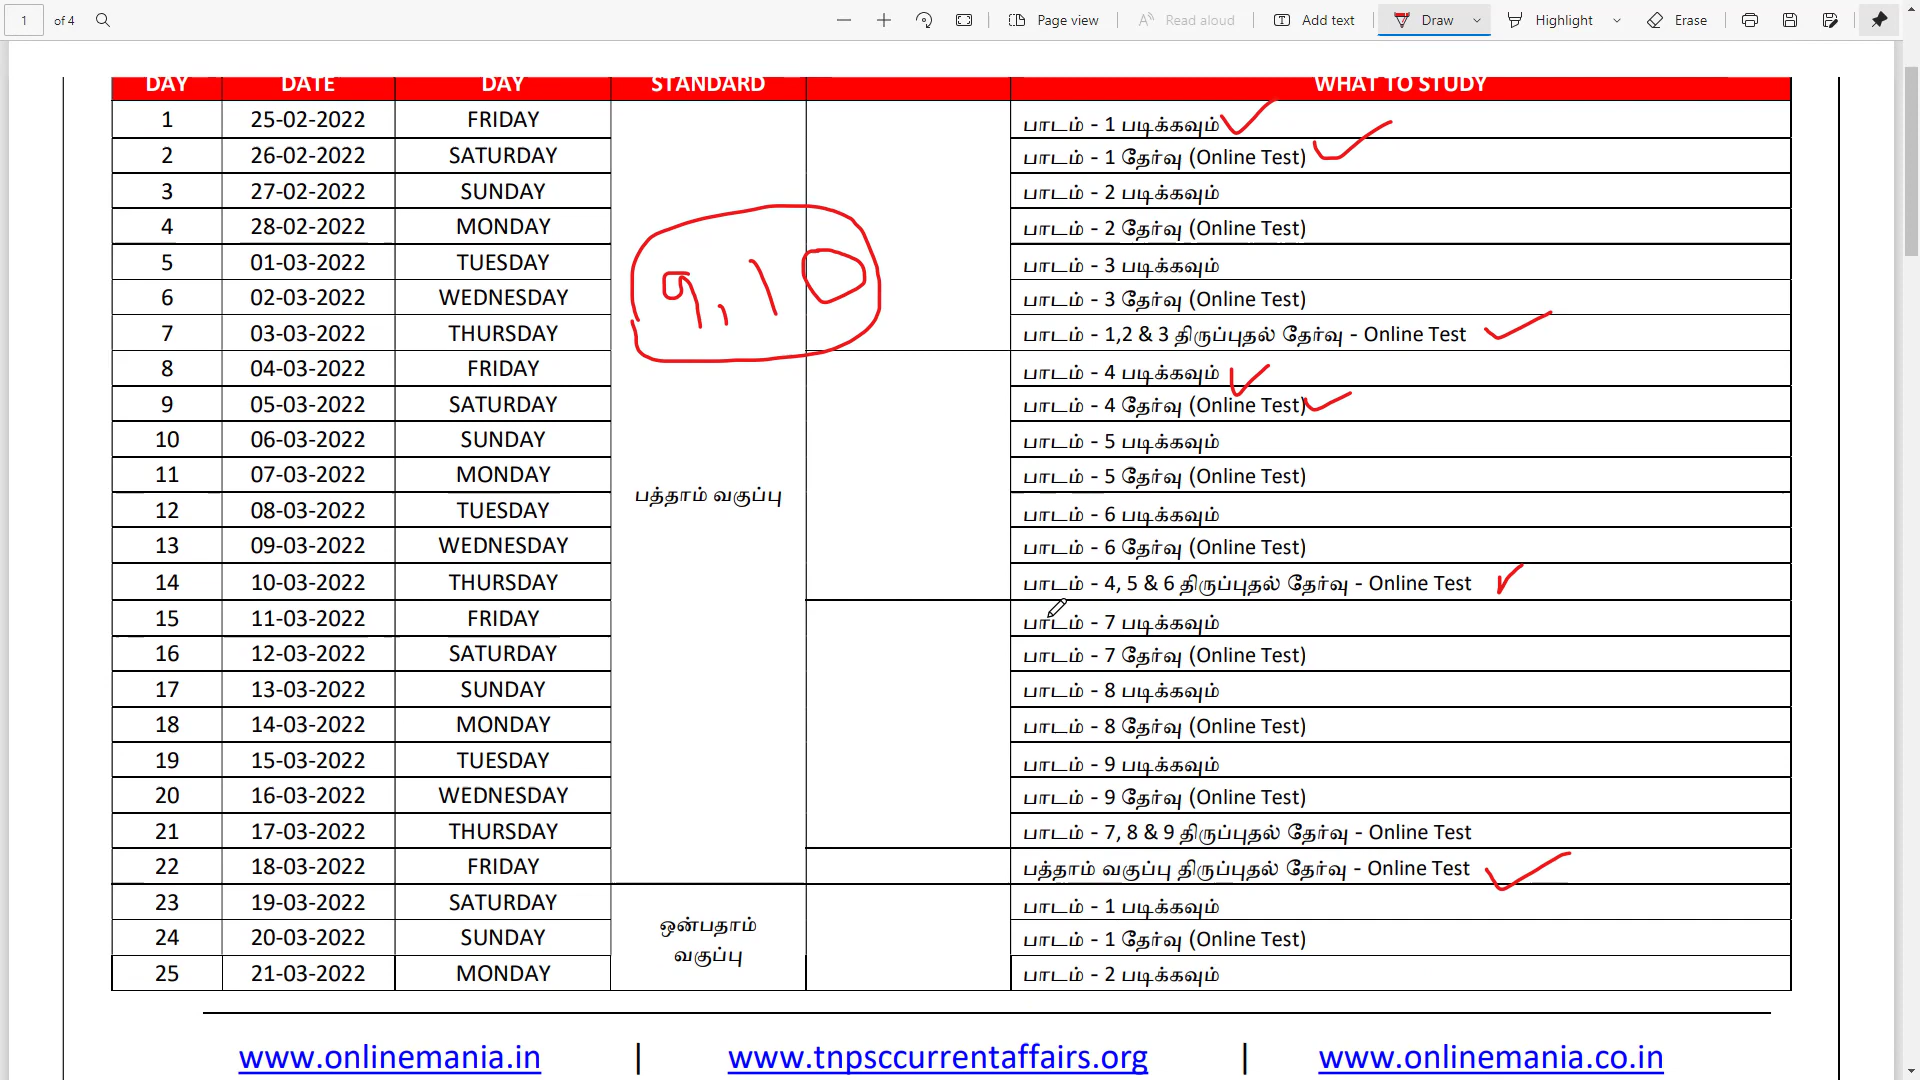 1 of 4 Page view Read aloud Add text Draw Highlight Erase
DAY DATE DAY STANDARD WHAT TO STUDY
1 25-02-2022 FRIDAY பாடம் - 1 படிக்கவும்
2 26-02-2022 SATURDAY பாடம் - 1 தேர்வு (Online Test)
3 27-02-2022 SUNDAY பாடம் - 2 படிக்கவும்
4 28-02-2022 MONDAY பாடம் - 2 தேர்வு (Online Test)
5 01-03-2022 TUESDAY பாடம் - 3 படிக்கவும்
9, 10
6 02-03-2022 WEDNESDAY பாடம் - 3 தேர்வு (Online Test)
7 03-03-2022 THURSDAY பாடம் - 1,2 & 3 திருப்புதல் தேர்வு - Online Test
8 04-03-2022 FRIDAY பாடம் - 4 படிக்கவும்
9 05-03-2022 SATURDAY பாடம் - 4 தேர்வு (Online Test)
10 06-03-2022 SUNDAY பாடம் - 5 படிக்கவும்
11 07-03-2022 MONDAY பாடம் - 5 தேர்வு (Online Test)
பத்தாம் வகுப்பு
12 08-03-2022 TUESDAY பாடம் - 6 படிக்கவும்
13 09-03-2022 WEDNESDAY பாடம் - 6 தேர்வு (Online Test)
14 10-03-2022 THURSDAY பாடம் - 4, 5 & 6 திருப்புதல் தேர்வு - Online Test
15 11-03-2022 FRIDAY பாடம் - 7 படிக்கவும்
16 12-03-2022 SATURDAY பாடம் - 7 தேர்வு (Online Test)
17 13-03-2022 SUNDAY பாடம் - 8 படிக்கவும்
18 14-03-2022 MONDAY பாடம் - 8 தேர்வு (Online Test)
19 15-03-2022 TUESDAY பாடம் - 9 படிக்கவும்
20 16-03-2022 WEDNESDAY பாடம் - 9 தேர்வு (Online Test)
21 17-03-2022 THURSDAY பாடம் - 7, 8 & 9 திருப்புதல் தேர்வு - Online Test
22 18-03-2022 FRIDAY பத்தாம் வகுப்பு திருப்புதல் தேர்வு - Online Test
23 19-03-2022 SATURDAY பாடம் - 1 படிக்கவும்
ஒன்பதாம்
24 20-03-2022 SUNDAY பாடம் - 1 தேர்வு (Online Test)
வகுப்பு
25 21-03-2022 MONDAY பாடம் - 2 படிக்கவும்
www.onlinemania.in | www.tnpsccurrentaffairs.org | www.onlinemania.co.in